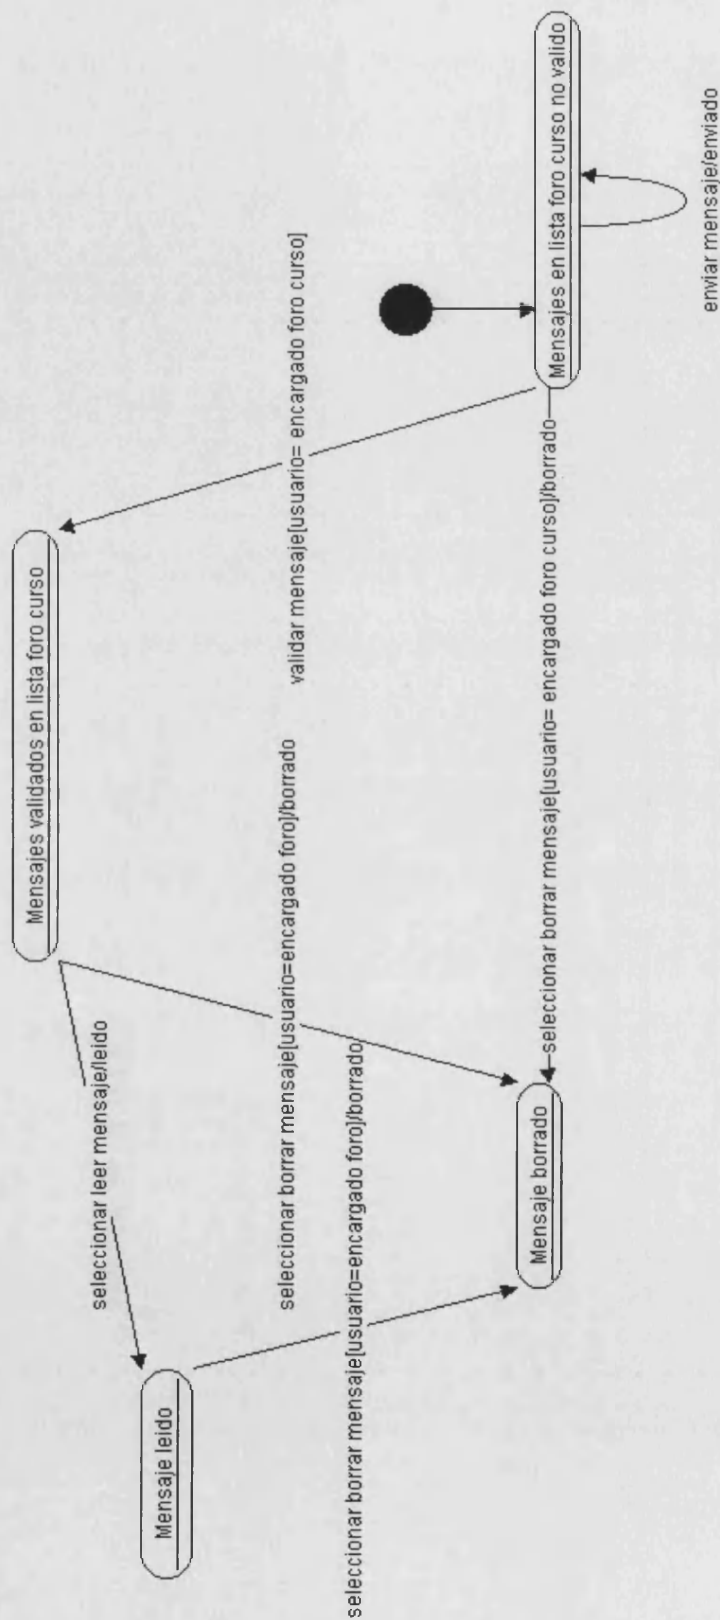 Mensajes validados en lista foro curso
seleccionar leer mensaje/leido
Mensaje leido
seleccionar borrar mensaje[usuario=encargado foro]/borrado
validar mensaje[usuario= encargado foro curso]
seleccionar borrar mensaje[usuario=encargado foro]/borrado
Mensaje borrado
seleccionar borrar mensaje[usuario= encargado foro curso]/borrado
Mensajes en lista foro curso no valido
enviar mensaje/enviado